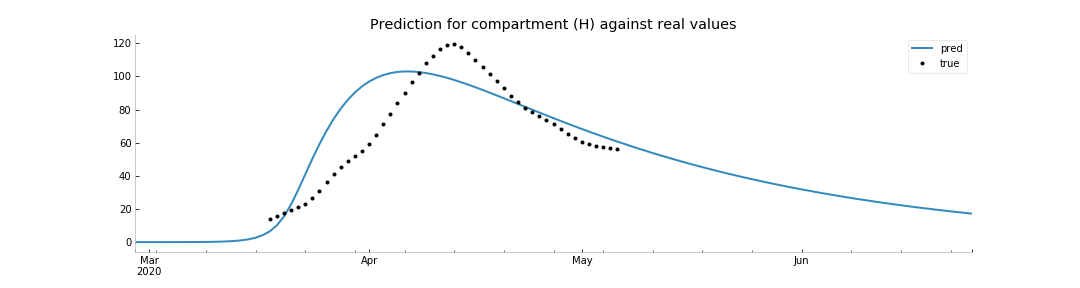 Prediction for compartment (H) against real values
120
100
80
60
40
20
0
pred
true
Mar
2020
Apr
May
Jun